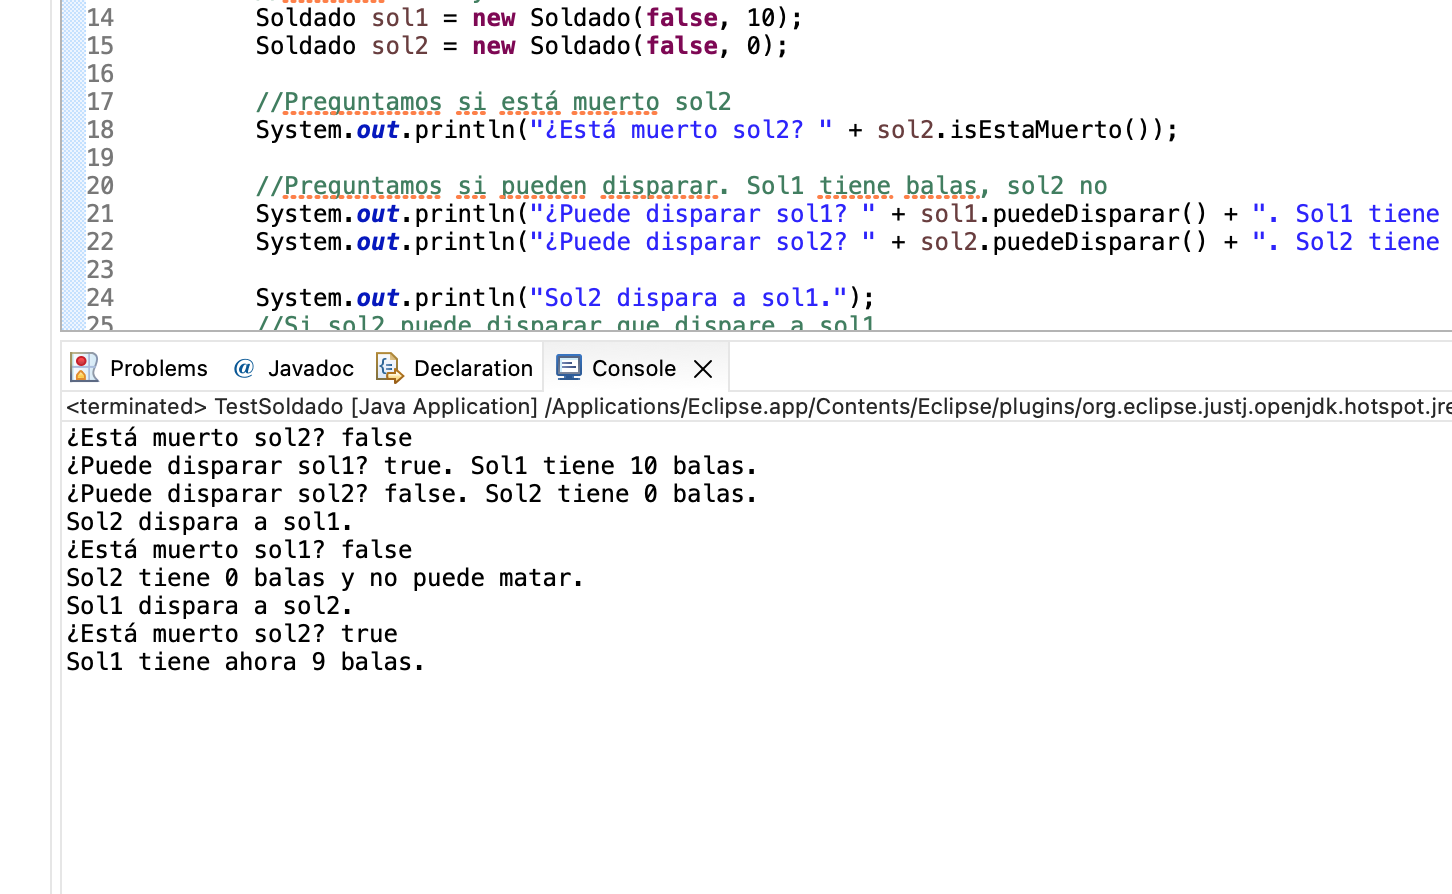 14 Soldado sol1 = new Soldado(false, 10);
15 Soldado sol2 = new Soldado(false, 0);
16
17 //Preguntamos si está muerto sol2
18 System.out.println("¿Está muerto sol2? " + sol2.isEstaMuerto());
19
20 //Preguntamos si pueden disparar. Sol1 tiene balas, sol2 no
21 System.out.println("¿Puede disparar sol1? " + sol1.puedeDisparar() + ". Sol1 tiene
22 System.out.println("¿Puede disparar sol2? " + sol2.puedeDisparar() + ". Sol2 tiene
23
24 System.out.println("Sol2 dispara a sol1.");
25 //Si sol2 puede disparar que dispare a sol1
Problems @ Javadoc Declaration Console
<terminated> TestSoldado [Java Application] /Applications/Eclipse.app/Contents/Eclipse/plugins/org.eclipse.justj.openjdk.hotspot.jre
¿Está muerto sol2? false
¿Puede disparar sol1? true. Sol1 tiene 10 balas.
¿Puede disparar sol2? false. Sol2 tiene 0 balas.
Sol2 dispara a sol1.
¿Está muerto sol1? false
Sol2 tiene 0 balas y no puede matar.
Sol1 dispara a sol2.
¿Está muerto sol2? true
Sol1 tiene ahora 9 balas.